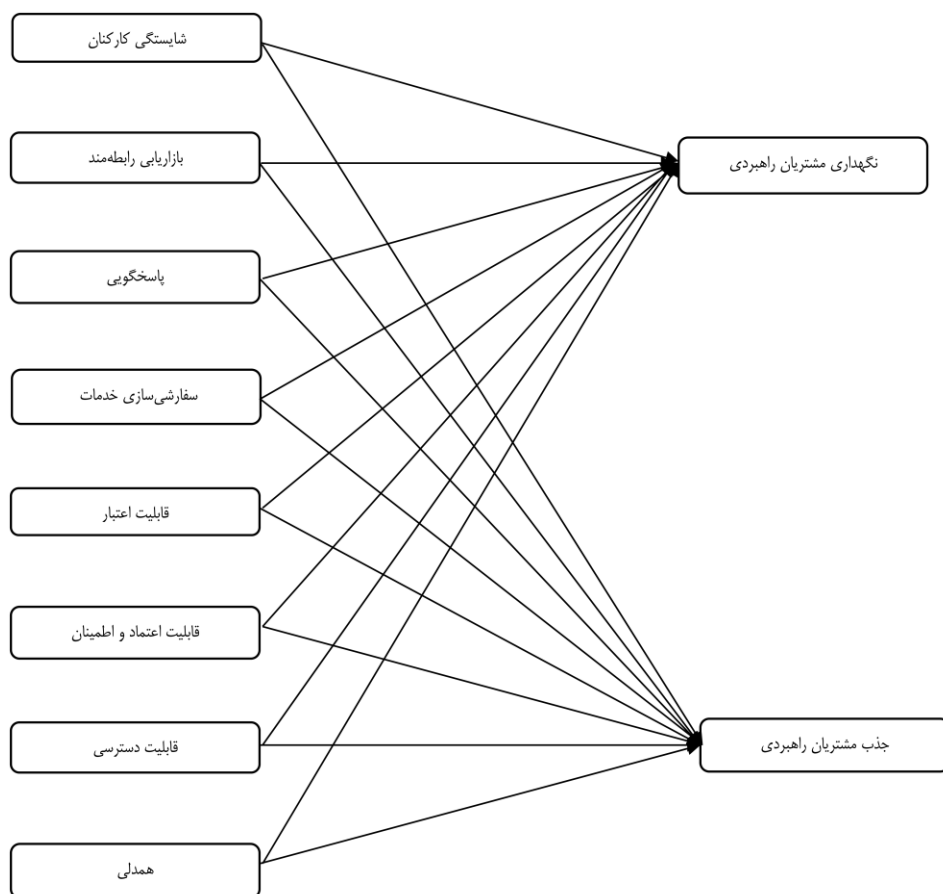 شایستگی کارکنان
بازاریابی رابطه‌مند
نگهداری مشتریان راهبردی
پاسخگویی
سفارشی‌سازی خدمات
قابلیت اعتبار
قابلیت اعتماد و اطمینان
قابلیت دسترسی
جذب مشتریان راهبردی
همدلی